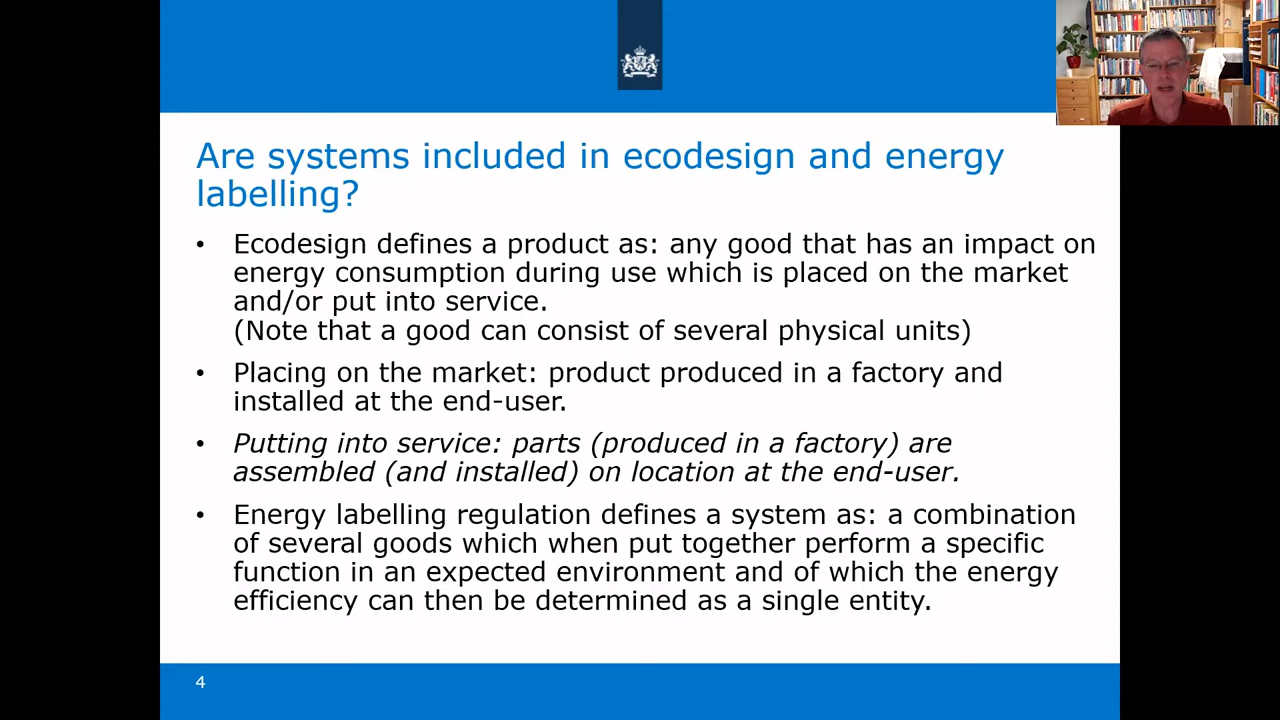 Are systems included in ecodesign and energy
labelling?
• Ecodesign defines a product as: any good that has an impact on
energy consumption during use which is placed on the market
and/or put into service.
(Note that a good can consist of several physical units)
• Placing on the market: product produced in a factory and
installed at the end-user.
• Putting into service: parts (produced in a factory) are
assembled (and installed) on location at the end-user.
• Energy labelling regulation defines a system as: a combination
of several goods which when put together perform a specific
function in an expected environment and of which the energy
efficiency can then be determined as a single entity.
4